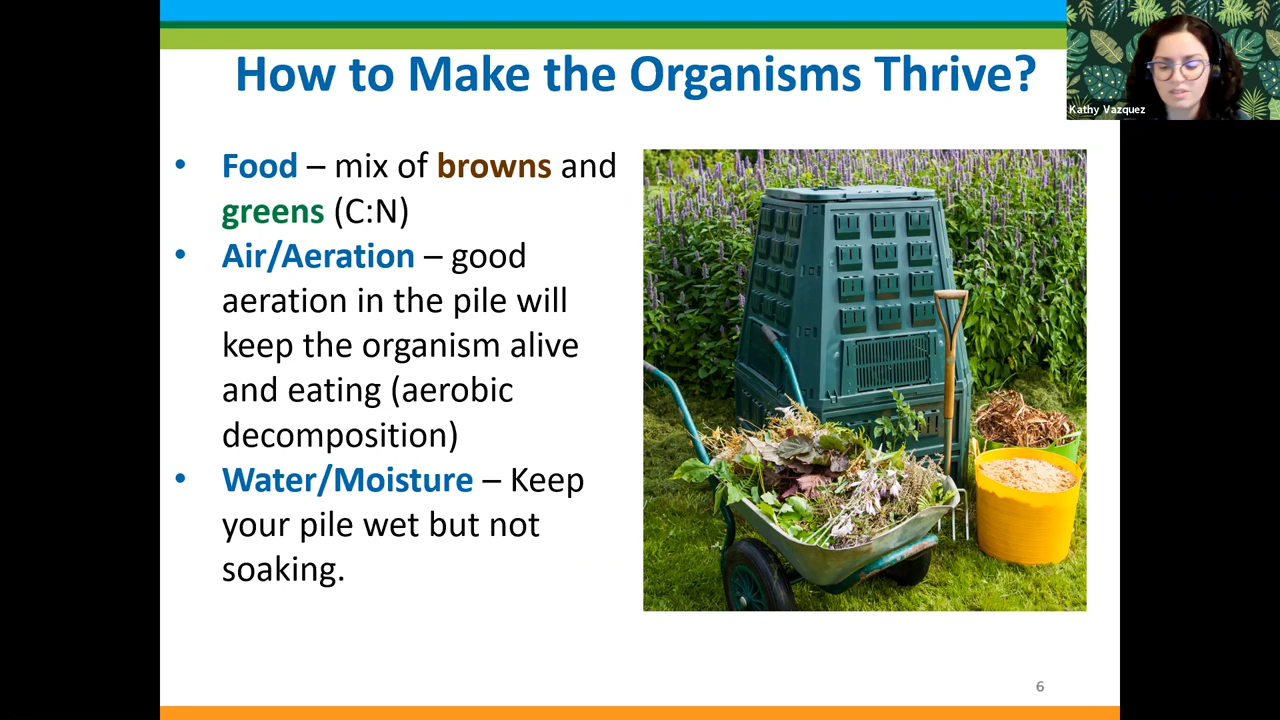 How to Make the Organisms Thrive?
Kathy Vazquez
• Food – mix of browns and
greens (C:N)
• Air/Aeration – good
aeration in the pile will
keep the organism alive
and eating (aerobic
decomposition)
• Water/Moisture – Keep
your pile wet but not
soaking.
6